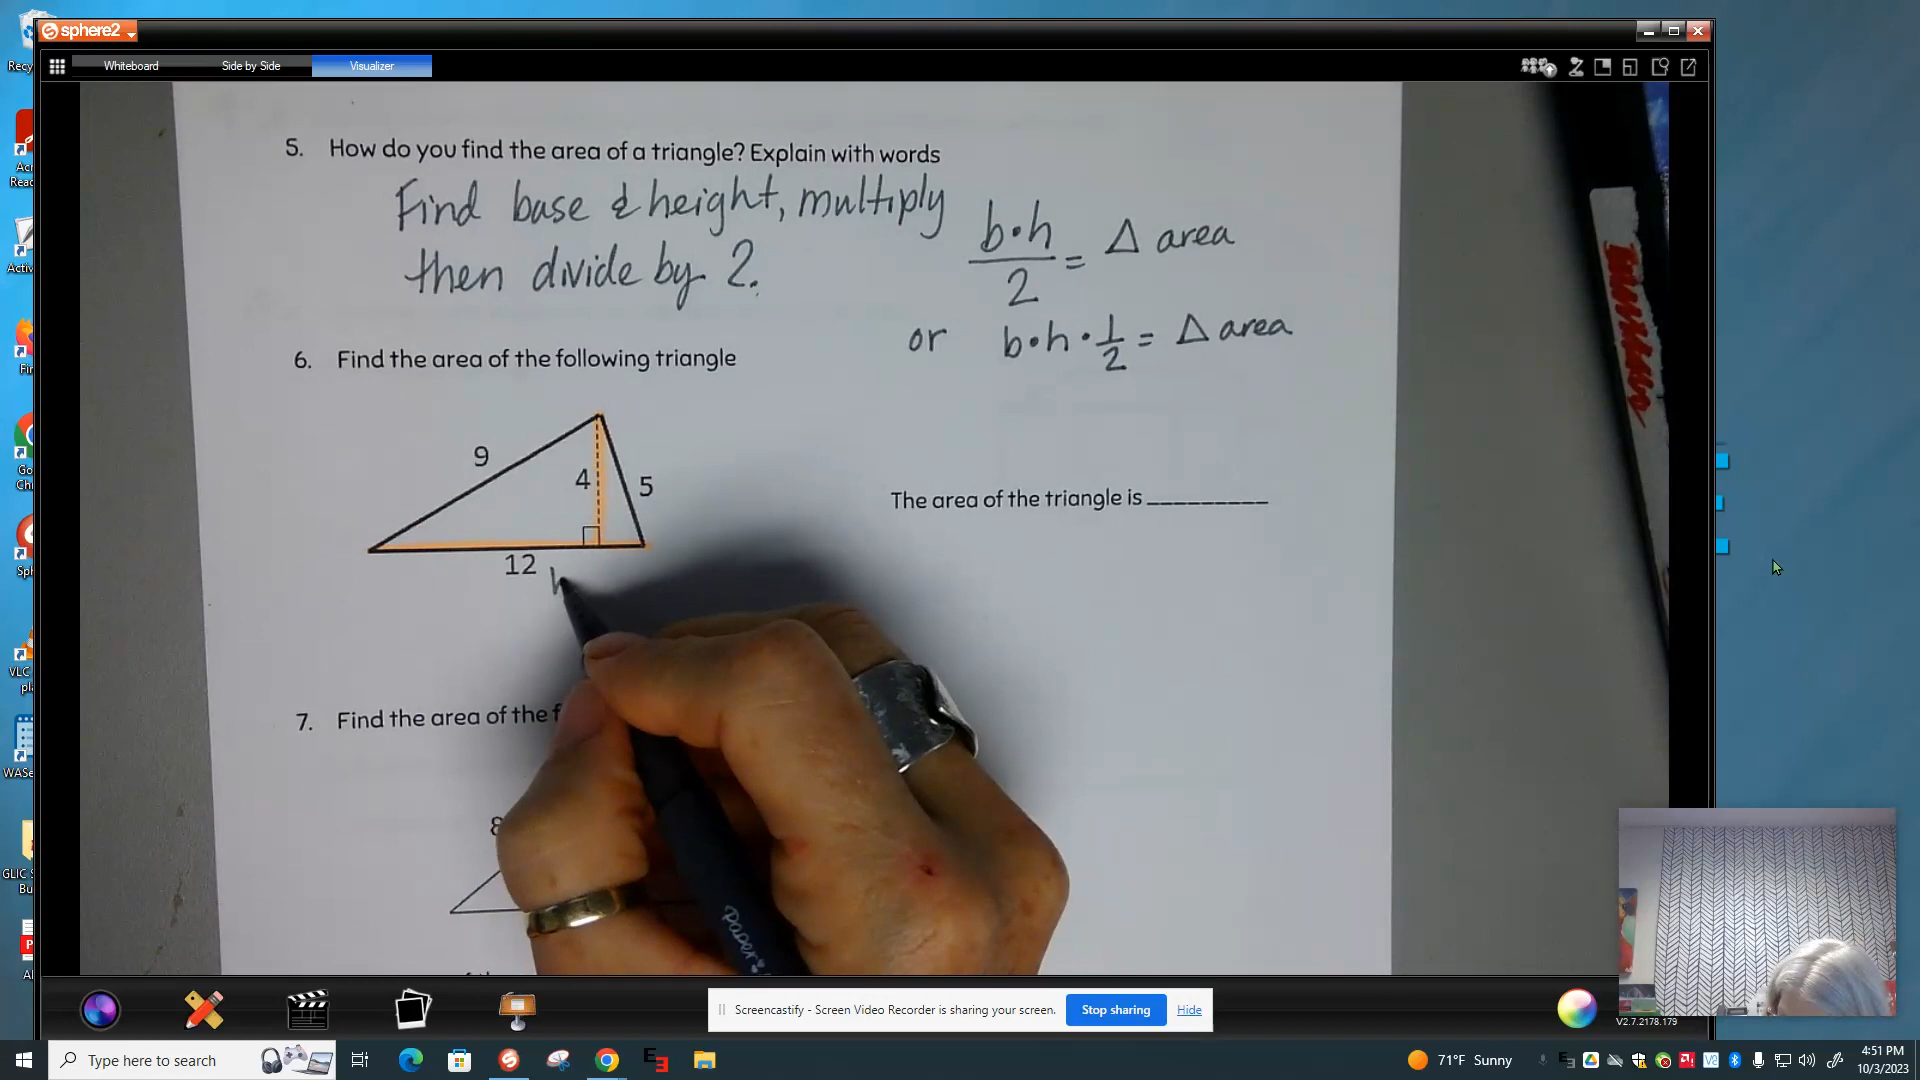 sphere2
Whiteboard Side by Side Visualizer
5. How do you find the area of a triangle? Explain with words
Find base & height, multiply
then divide by 2.
b·h
2
= △ area
or b·h·1/2 = △ area
6. Find the area of the following triangle
9
4
5
12
The area of the triangle is __________
7. Find the area of the f
8
paper
Screencastify - Screen Video Recorder is sharing your screen. Stop sharing Hide
V2.7.2178.179
Type here to search
71°F Sunny
4:51 PM
10/3/2023